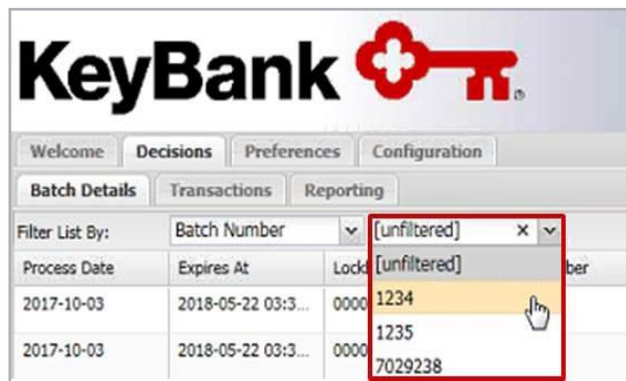 KeyBank ®
Welcome Decisions Preferences Configuration
Batch Details Transactions Reporting
Filter List By: Batch Number [unfiltered] ×
Process Date Expires At [unfiltered]
2017-10-03 2018-05-22 03:3... 0000 1234
1235
2017-10-03 2018-05-22 03:3... 0000
7029238